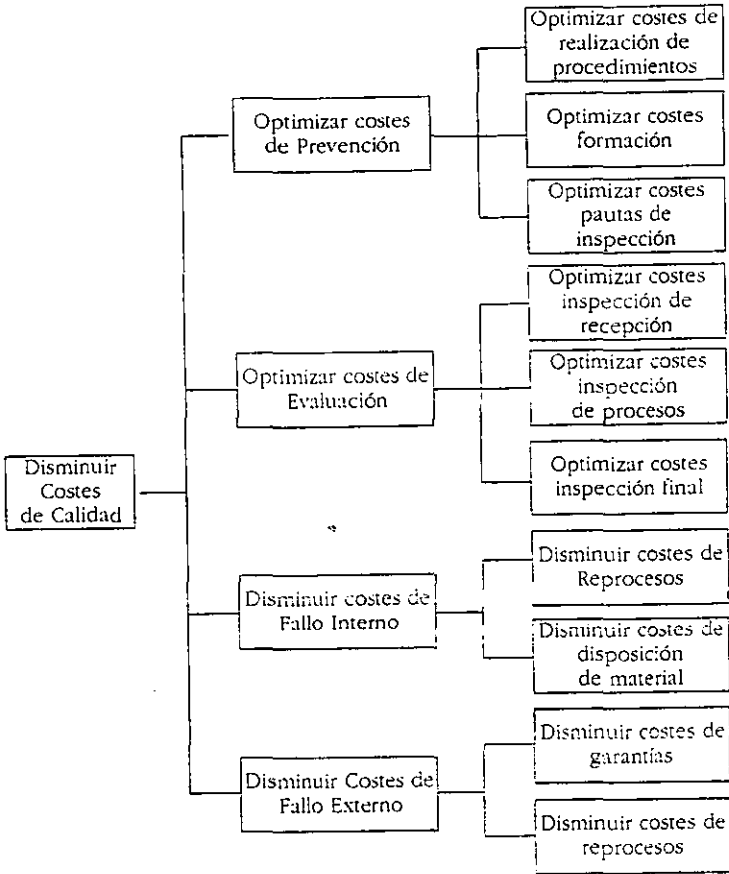 Disminuir
Costes
de Calidad
Optimizar costes
de Prevención
Optimizar costes de
realización de
procedimientos
Optimizar costes
formación
Optimizar costes
pautas de
inspección
Optimizar costes de
Evaluación
Optimizar costes
inspección de
recepción
Optimizar costes
inspección
de procesos
Optimizar costes
inspección final
Disminuir costes de
Fallo Interno
Disminuir costes de
Reprocesos
Disminuir costes de
disposición
de material
Disminuir Costes de
Fallo Externo
Disminuir costes de
garantías
Disminuir costes de
reprocesos